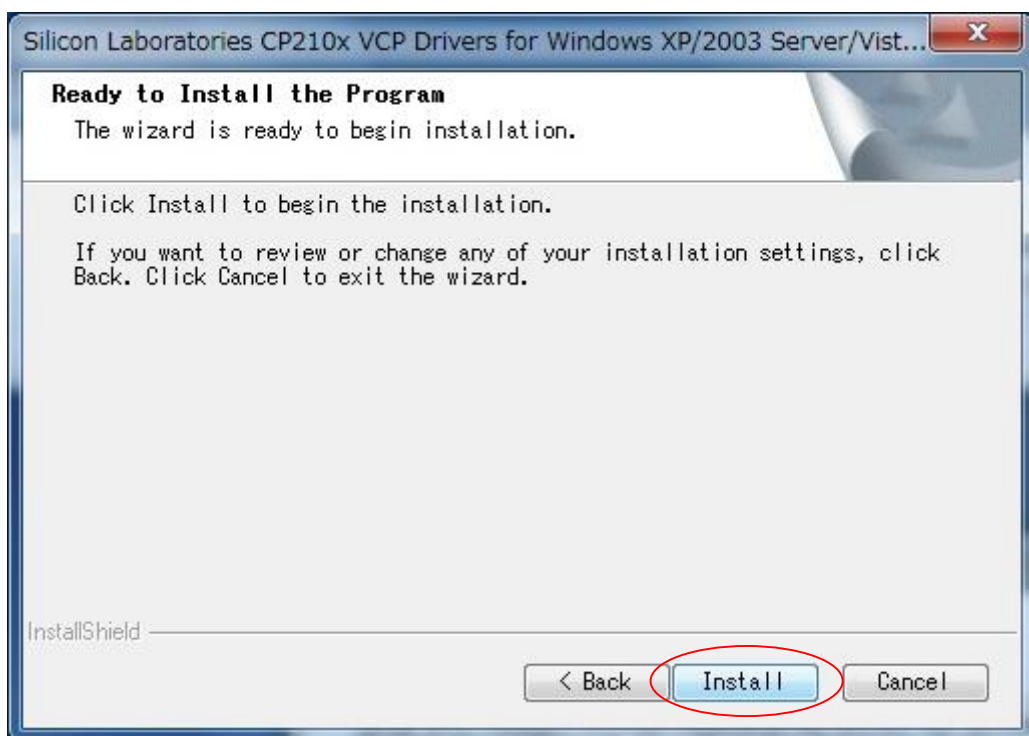 Silicon Laboratories CP210x VCP Drivers for Windows XP/2003 Server/Vist...
Ready to Install the Program
The wizard is ready to begin installation.
Click Install to begin the installation.
If you want to review or change any of your installation settings, click
Back. Click Cancel to exit the wizard.
InstallShield
< Back Install Cancel